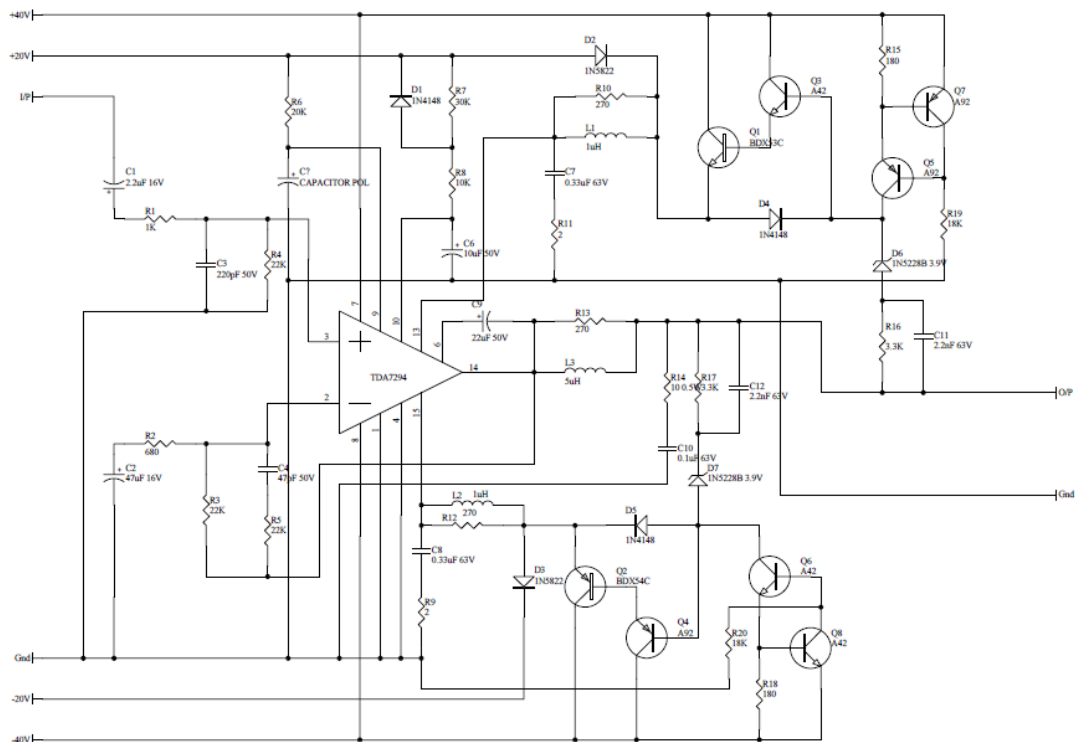 +40V
+20V
I/P
D2
1N5822
R15
180
Q3
A42
Q7
A92
D1
1N4148
R7
30K
R6
20K
R10
270
L1
1uH
Q1
BDX53C
C?
CAPACITOR POL
C1
2.2uF 16V
R8
10K
C7
0.33uF 63V
Q5
A92
R1
1K
D4
1N4148
R19
18K
R11
2
C3
220pF 50V
R4
22K
C6
10uF 50V
D6
1N5228B 3.9V
7
9
10
13
6
C9
22uF 50V
R13
270
R16
3.3K
C11
2.2nF 63V
3
TDA7294
14
L3
5uH
R14
10 0.5W
R17
3.3K
C12
2.2nF 63V
O/P
2
15
8
1
4
R2
680
C2
47uF 16V
C4
47pF 50V
C10
0.1uF 63V
D7
1N5228B 3.9V
Gnd
L2
1uH
R12
270
R3
22K
R5
22K
D5
1N4148
C8
0.33uF 63V
D3
1N5822
Q2
BDX54C
Q6
A42
R9
2
Q4
A92
R20
18K
Q8
A42
Gnd
R18
180
-20V
-40V